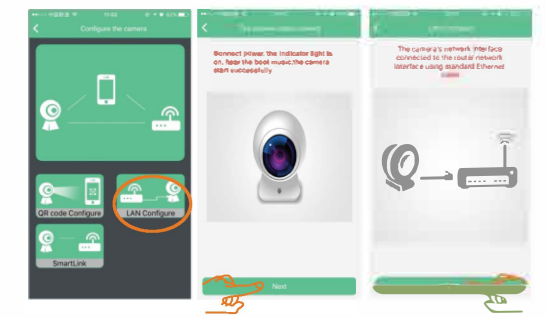 Configure the camera
QR code Configure
LAN Configure
SmartLink
Connect power, the indicator light is
on, hear the boot music,the camera
start successfully
Next
The camera's network interface
connected to the router network
interface using standard Ethernet